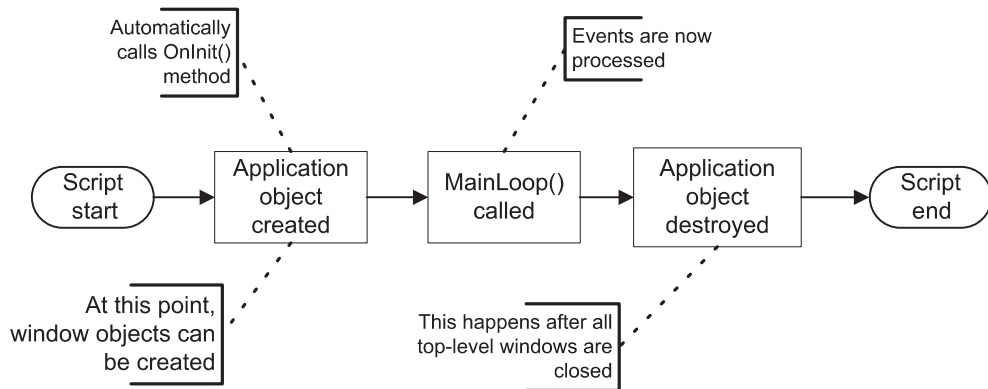 Automatically
calls OnInit()
method
Events are now
processed
Script
start
Application
object
created
MainLoop()
called
Application
object
destroyed
Script
end
At this point,
window objects can
be created
This happens after all
top-level windows are
closed